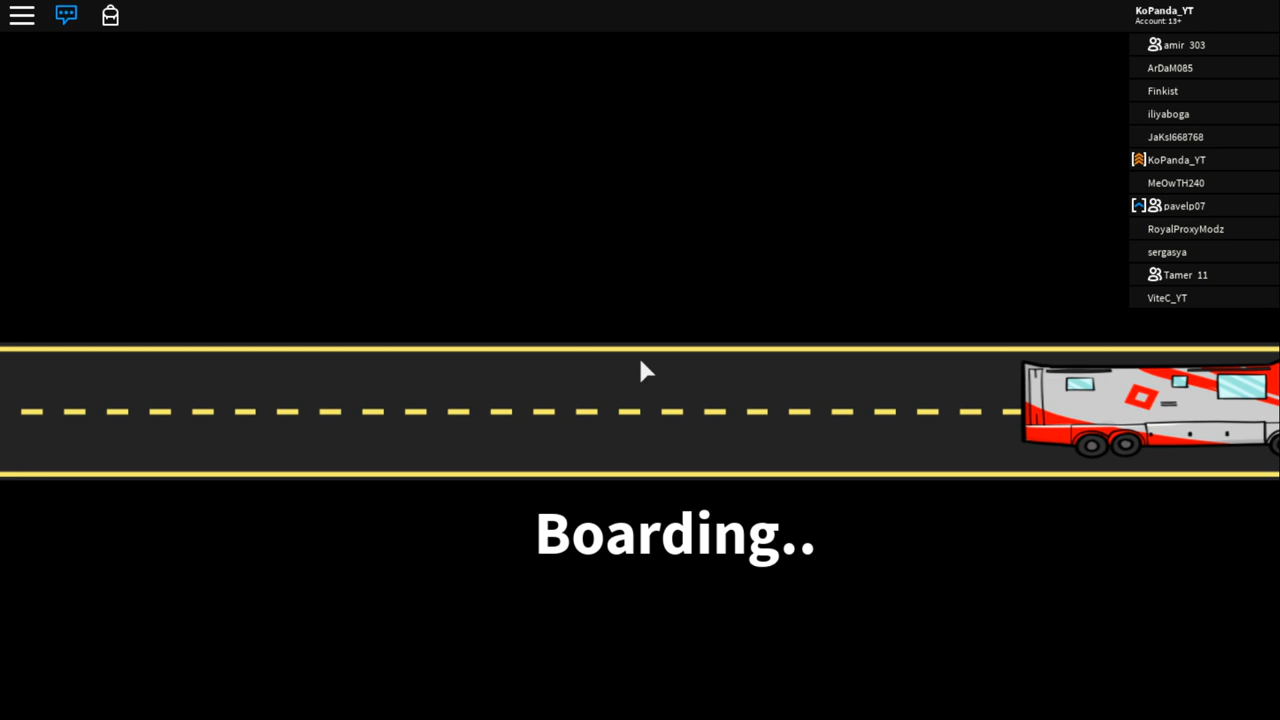 KoPanda_YT
Account: 13+
amir_303
ArDaM085
Finkist
iliyaboga
JaKsI668768
KoPanda_YT
MeOwTH240
pavelp07
RoyalProxyModz
sergasya
Tamer_11
ViteC_YT
Boarding..